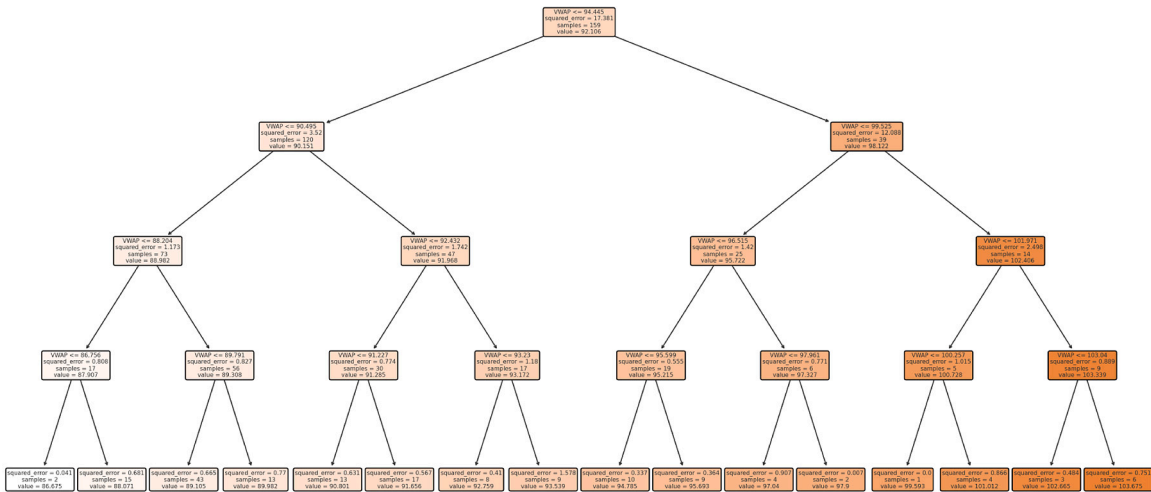 VWAP <= 94.445
squared_error = 17.381
samples = 159
value = 92.106
VWAP <= 90.495
squared_error = 3.52
samples = 120
value = 90.151
VWAP <= 99.525
squared_error = 12.088
samples = 39
value = 98.122
VWAP <= 88.204
squared_error = 1.173
samples = 73
value = 88.982
VWAP <= 92.432
squared_error = 1.742
samples = 47
value = 91.968
VWAP <= 96.515
squared_error = 1.42
samples = 25
value = 95.722
VWAP <= 101.971
squared_error = 2.498
samples = 14
value = 102.406
VWAP <= 86.756
squared_error = 0.808
samples = 17
value = 87.907
VWAP <= 89.791
squared_error = 0.827
samples = 56
value = 89.308
VWAP <= 91.227
squared_error = 0.774
samples = 30
value = 91.285
VWAP <= 93.23
squared_error = 1.18
samples = 17
value = 93.172
VWAP <= 95.599
squared_error = 0.555
samples = 19
value = 95.215
VWAP <= 97.961
squared_error = 0.771
samples = 6
value = 97.327
VWAP <= 100.257
squared_error = 1.015
samples = 5
value = 100.728
VWAP <= 103.04
squared_error = 0.889
samples = 9
value = 103.339
squared_error = 0.041
samples = 2
value = 86.675
squared_error = 0.681
samples = 15
value = 88.071
squared_error = 0.665
samples = 43
value = 89.105
squared_error = 0.77
samples = 13
value = 89.982
squared_error = 0.631
samples = 13
value = 90.801
squared_error = 0.567
samples = 17
value = 91.656
squared_error = 0.41
samples = 8
value = 92.759
squared_error = 1.578
samples = 9
value = 93.539
squared_error = 0.337
samples = 10
value = 94.785
squared_error = 0.364
samples = 9
value = 95.693
squared_error = 0.907
samples = 4
value = 97.04
squared_error = 0.007
samples = 2
value = 97.9
squared_error = 0.0
samples = 1
value = 99.593
squared_error = 0.866
samples = 4
value = 101.012
squared_error = 0.484
samples = 3
value = 102.665
squared_error = 0.751
samples = 6
value = 103.675